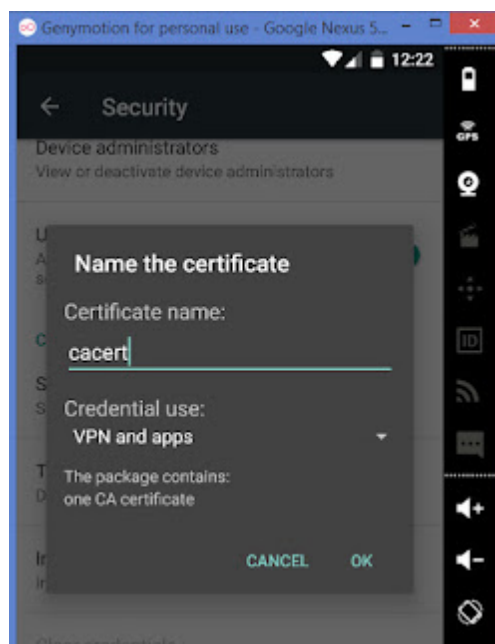 Genymotion for personal use - Google Nexus 5...
12:22
Security
Device administrators
View or deactivate device administrators
Name the certificate
Certificate name:
cacert
Credential use:
VPN and apps
The package contains:
one CA certificate
CANCEL OK
GPS
ID